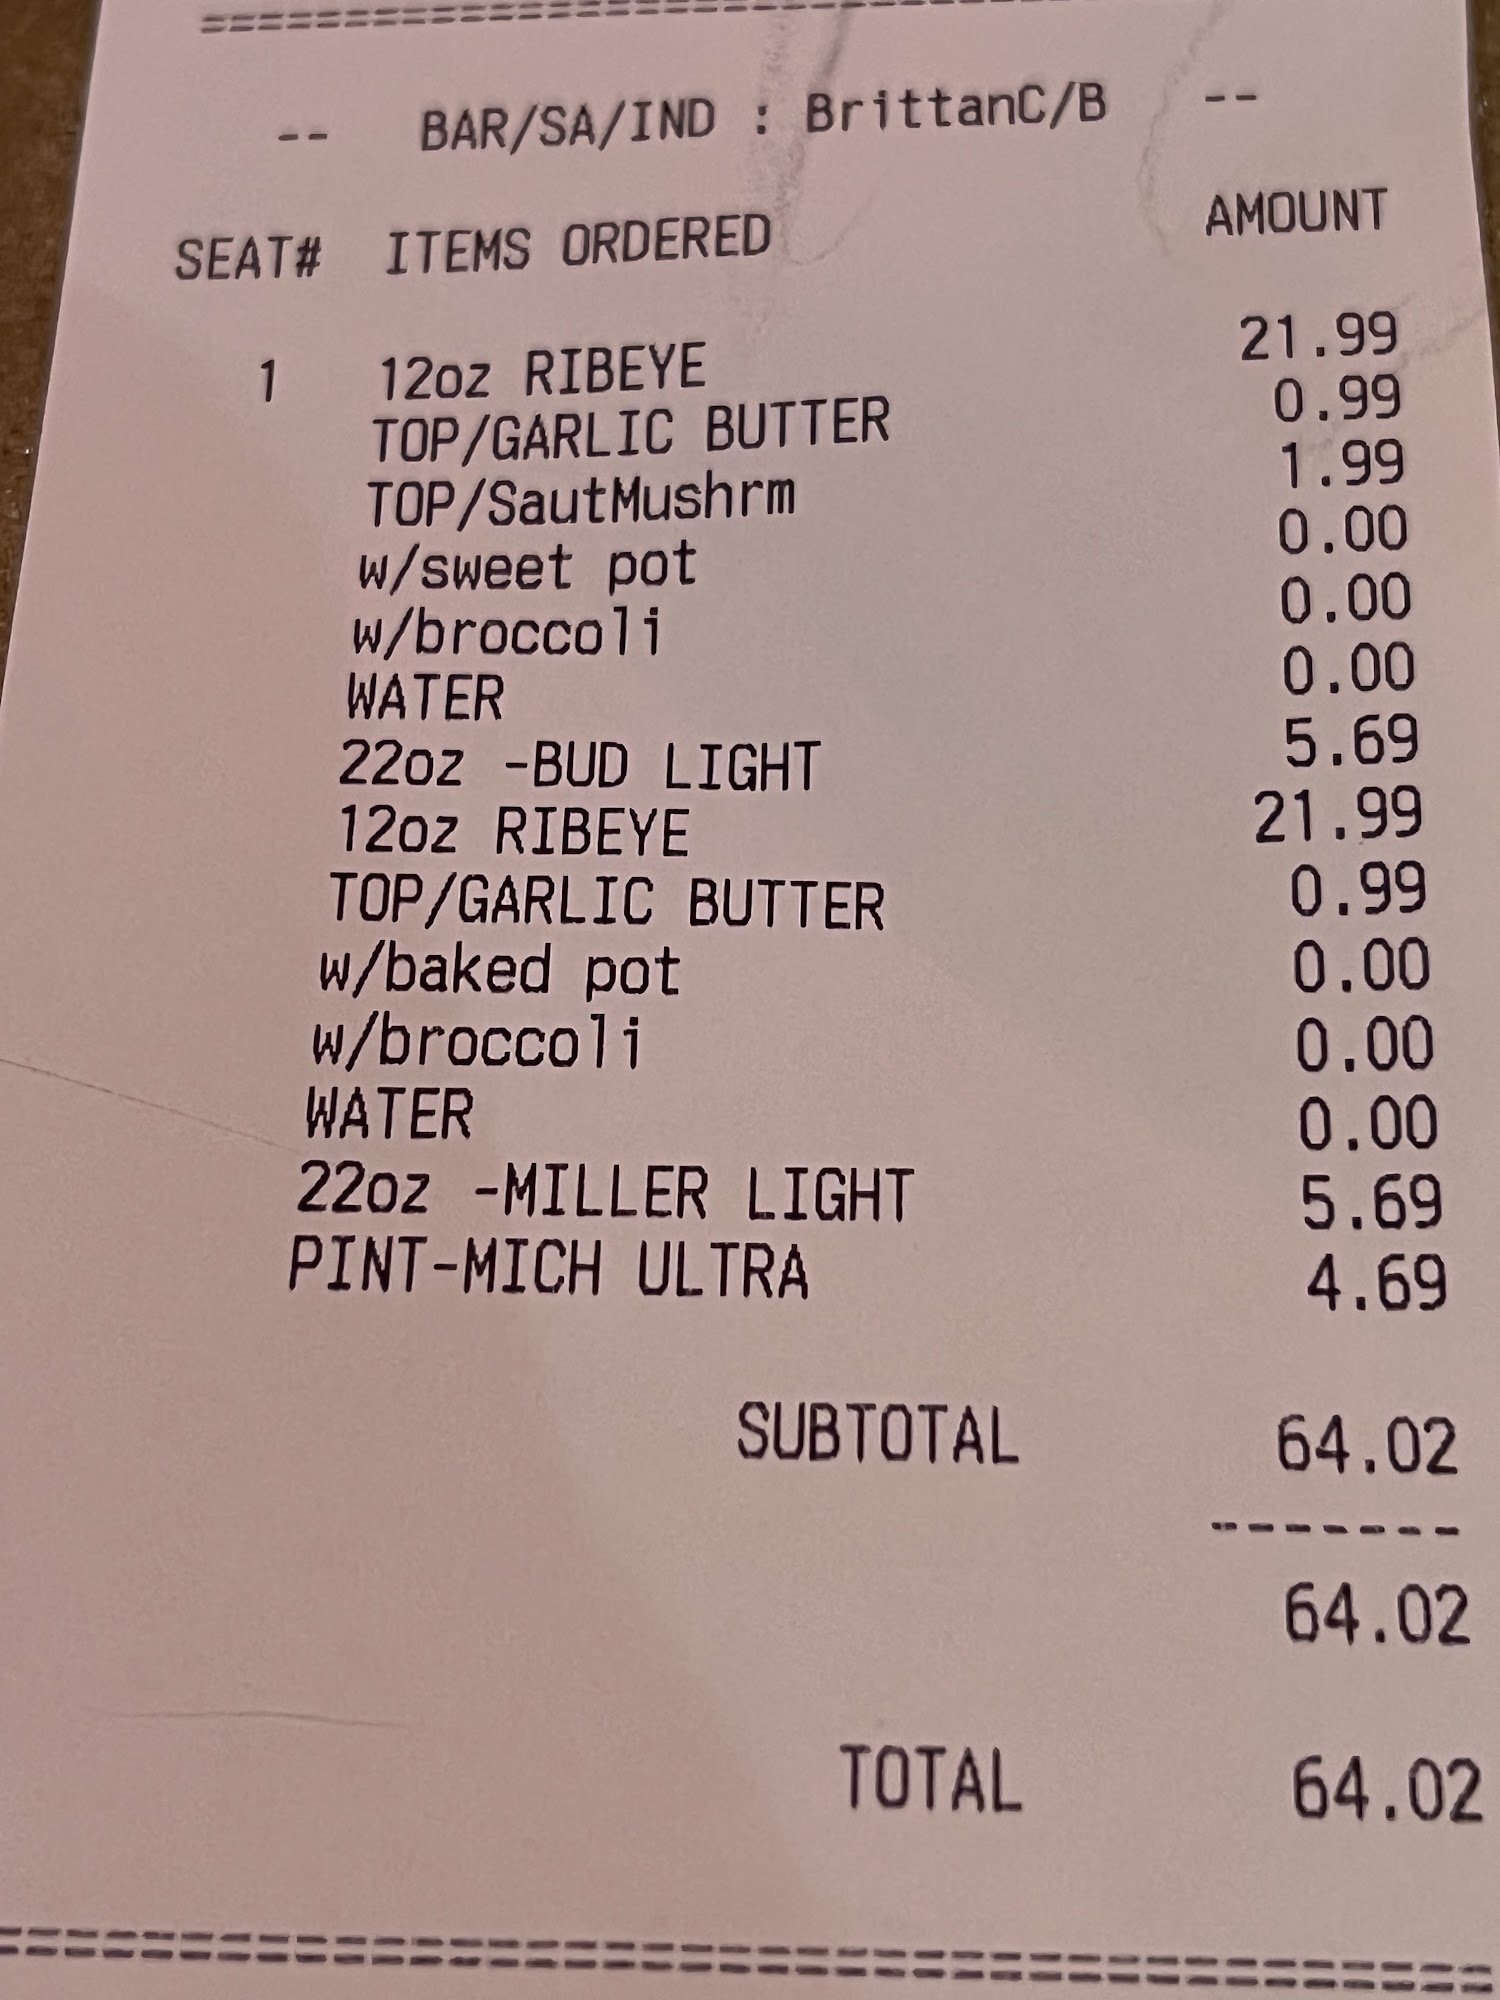 -- BAR/SA/IND : BrittanC/B --
SEAT# ITEMS ORDERED AMOUNT
1 12oz RIBEYE 21.99
TOP/GARLIC BUTTER 0.99
TOP/SautMushrm 1.99
w/sweet pot 0.00
w/broccoli 0.00
WATER 0.00
22oz -BUD LIGHT 5.69
12oz RIBEYE 21.99
TOP/GARLIC BUTTER 0.99
w/baked pot 0.00
w/broccoli 0.00
WATER 0.00
22oz -MILLER LIGHT 5.69
PINT-MICH ULTRA 4.69
SUBTOTAL 64.02
-------
64.02
TOTAL 64.02